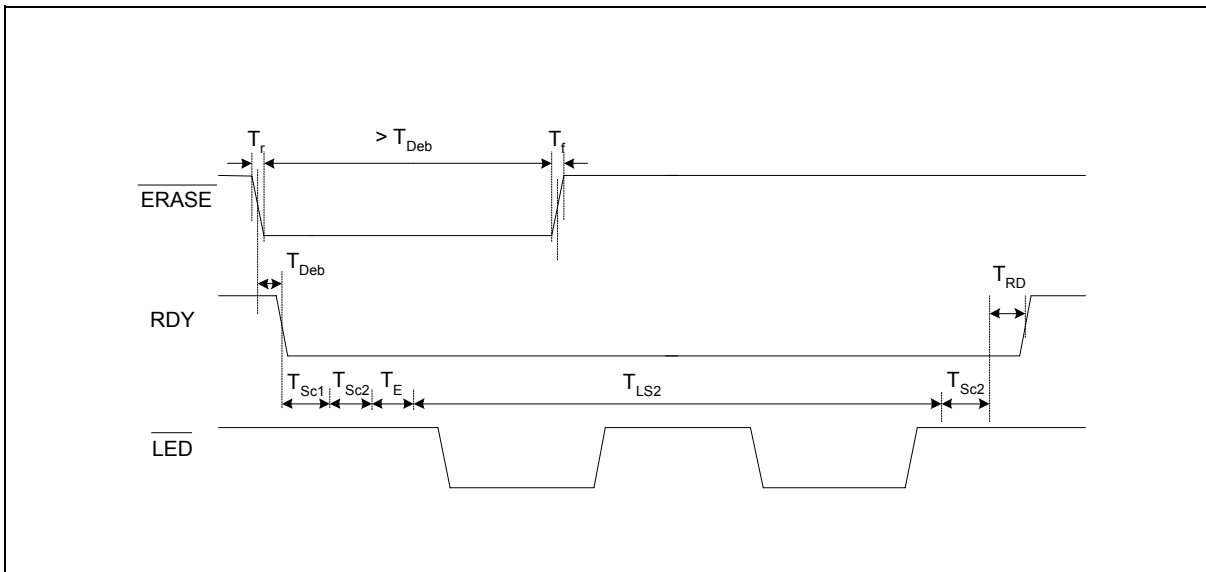 Tr
> TDeb
Tf
ERASE
TDeb
TRD
RDY
TSc1
TSc2
TE
TLS2
TSc2
LED